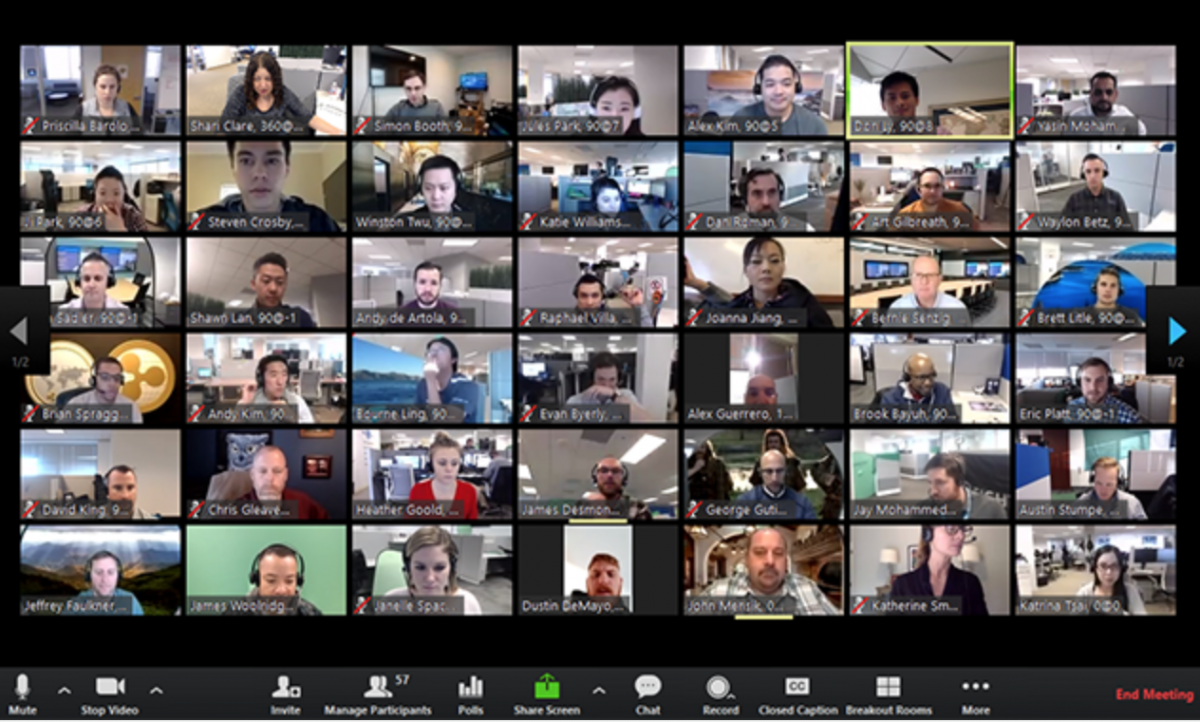 Priscilla Barolo,...
Shari Clare, 360@...
Simon Booth, 9...
Jules Park, 90@7
Alex Kim, 90@5
Don Ly, 90@8
Yasin Moham...
Park, 90@6
Steven Crosby,...
Winston Twu, 90@...
Katie Williams...
Dan Roman, 9
Art Gilbreath, 9...
Waylon Betz, 9...
Sadler, 90@-1
Shawn Lan, 90@-1
Andy de Artola, 9...
Raphael Villa, ...
Joanna Jiang, ...
Bernie Senzig
Brett Litle, 90@...
1/2
1/2
Brian Spragg...
Andy Kim, 90...
Bourne Ling, 90...
Evan Byerly, ...
Alex Guerrero, 1...
Brook Bayuh, 90...
Eric Platt, 90@-1
David King, 9...
Chris Gleave...
Heather Goold, ...
James Desmon...
George Guti...
Jay Mohammed...
Austin Stumpe, ...
Jeffrey Faulkner,...
James Woolridg...
Janelle Spac...
Dustin DeMayo,...
John Mensik, 0...
Katherine Sm...
Katrina Tsai, 0@0
57
Mute
Stop Video
Invite
Manage Participants
Polls
Share Screen
Chat
Record
CC
Closed Caption
Breakout Rooms
More
End Meeting